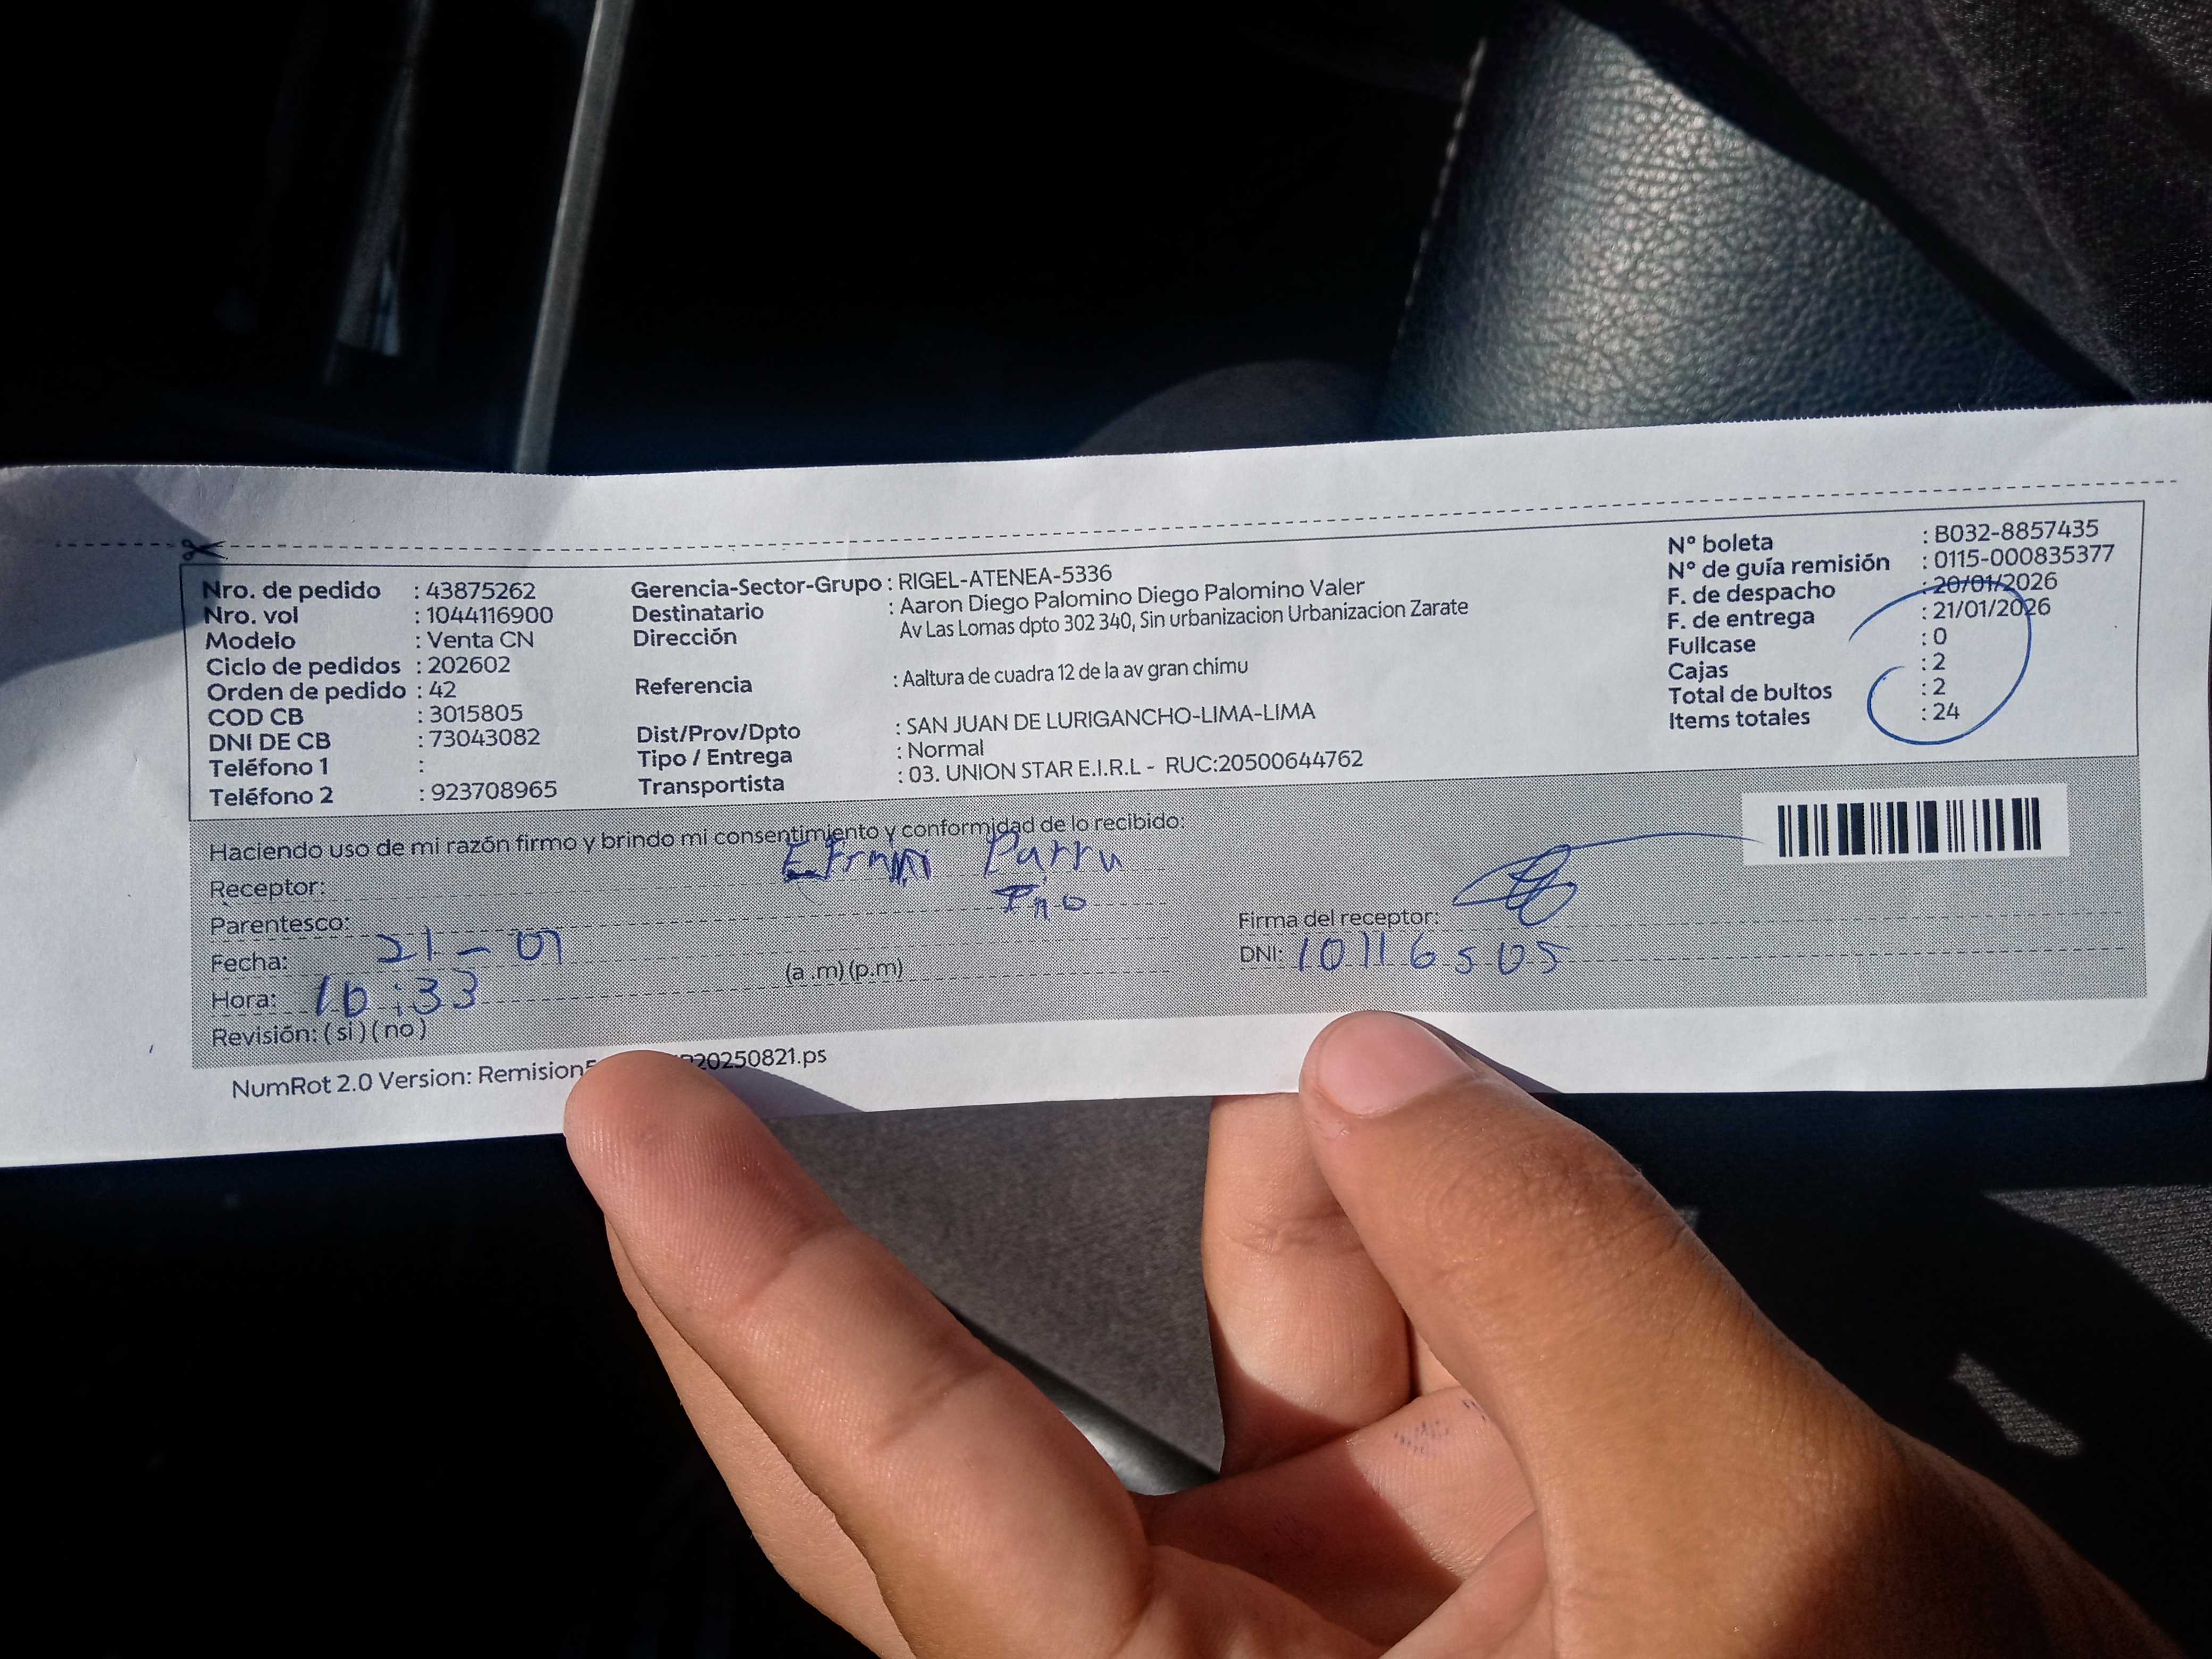 Nro. de pedido : 43875262
Nro. vol : 1044116900
Modelo : Venta CN
Ciclo de pedidos : 202602
Orden de pedido : 42
COD CB : 3015805
DNI DE CB : 73043082
Teléfono 1 :
Teléfono 2 : 923708965
Gerencia-Sector-Grupo : RIGEL-ATENEA-5336
Destinatario : Aaron Diego Palomino Diego Palomino Valer
Dirección Av Las Lomas dpto 302 340, Sin urbanizacion Urbanizacion Zarate
Referencia : Aaltura de cuadra 12 de la av gran chimu
Dist/Prov/Dpto : SAN JUAN DE LURIGANCHO-LIMA-LIMA
Tipo / Entrega : Normal
Transportista : 03. UNION STAR E.I.R.L - RUC:20500644762
N° boleta : B032-8857435
N° de guía remisión : 0115-000835377
F. de despacho : 20/01/2026
F. de entrega : 21/01/2026
Fullcase : 0
Cajas : 2
Total de bultos : 2
Items totales : 24
Haciendo uso de mi razón firmo y brindo mi consentimiento y conformidad de lo recibido:
Receptor: Parru
Parentesco:
Fecha: 21-01
Hora: 10:33 (a.m) (p.m)
Revisión: ( si ) ( no )
Firma del receptor:
DNI: 10116505
NumRot 2.0 Version: Remision 20250821.ps